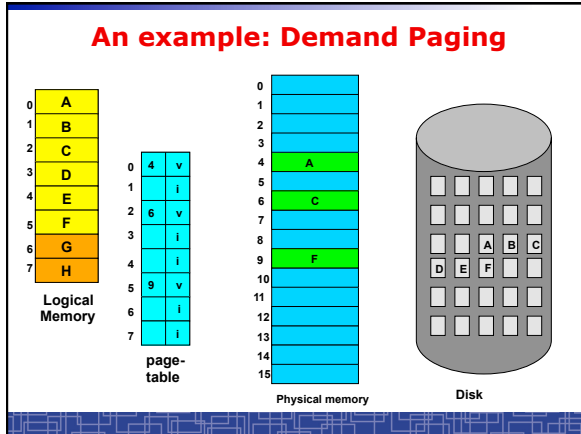 An example: Demand Paging
0 A
1 B
2 C
3 D
4 E
5 F
6 G
7 H
Logical
Memory
0 4 v
1 i
2 6 v
3 i
4 i
5 9 v
6 i
7 i
page-
table
0
1
2
3
4 A
5
6 C
7
8
9 F
10
11
12
13
14
15
Physical memory
A B C
D E F
Disk